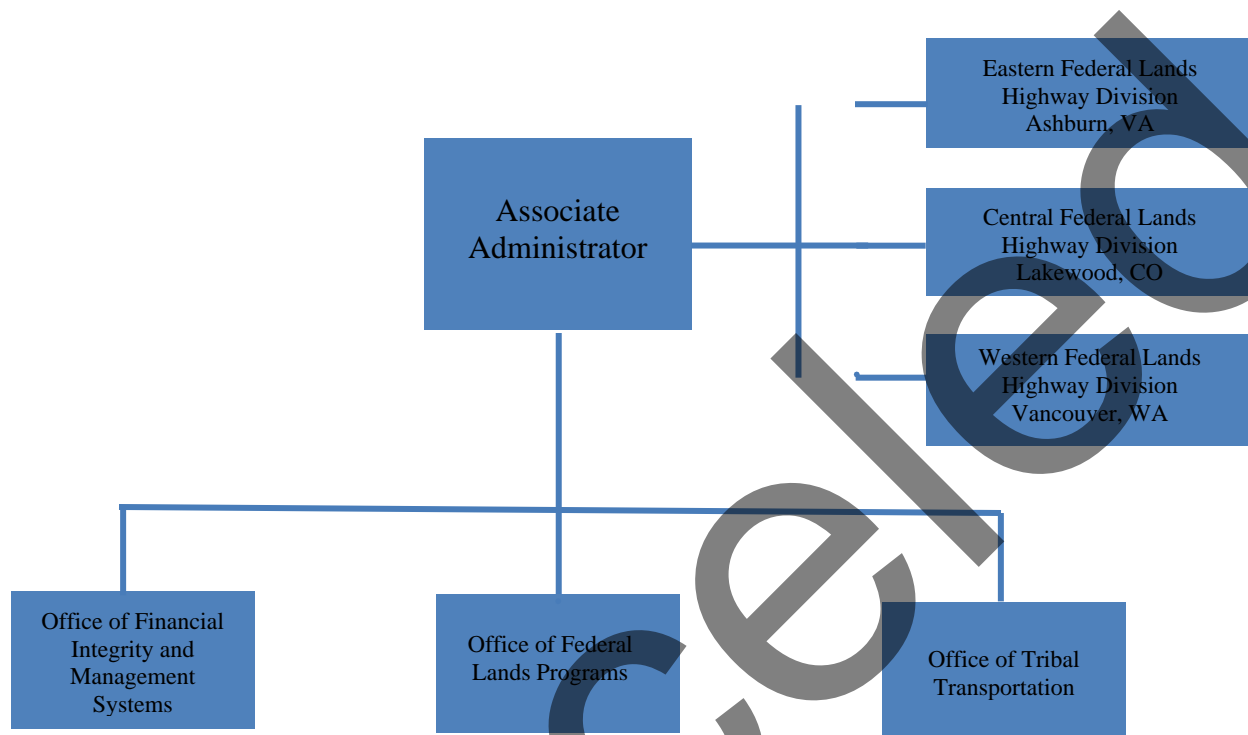 Eastern Federal Lands
Highway Division
Ashburn, VA
Associate
Administrator
Central Federal Lands
Highway Division
Lakewood, CO
Western Federal Lands
Highway Division
Vancouver, WA
Office of Financial
Integrity and
Management
Systems
Office of Federal
Lands Programs
Office of Tribal
Transportation
celed